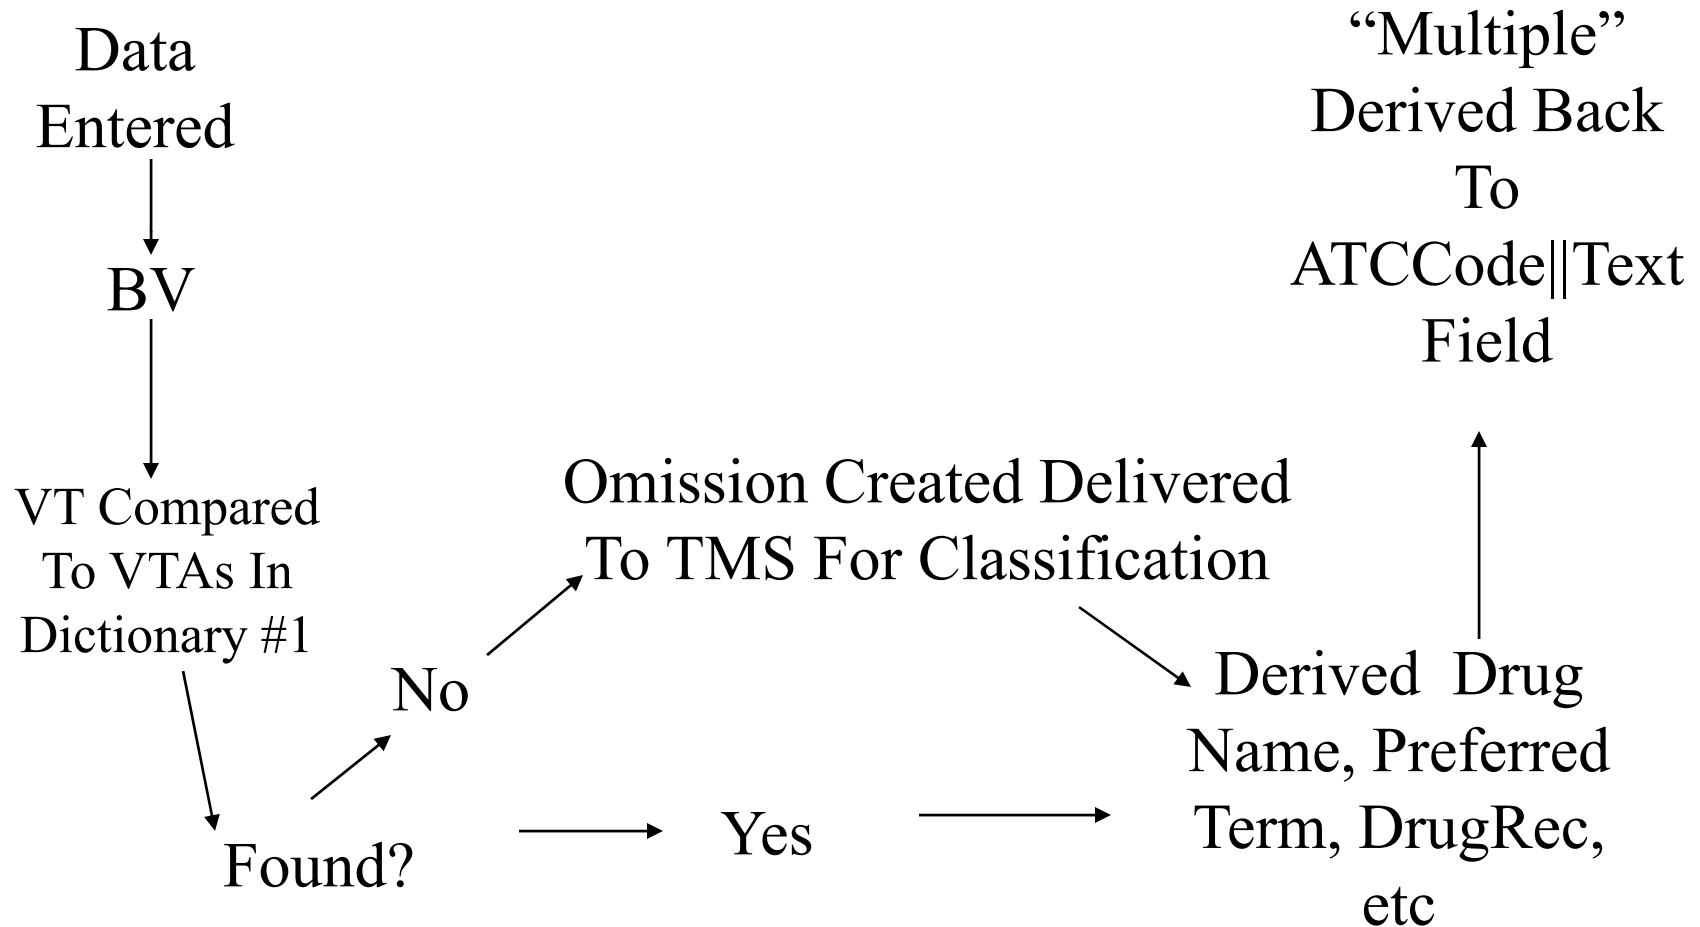 Data
Entered
BV
VT Compared
To VTAs In
Dictionary #1
Found?
No
Yes
Omission Created Delivered
To TMS For Classification
Derived  Drug
Name, Preferred
Term, DrugRec,
etc
“Multiple”
Derived Back
To
ATCCode||Text
Field